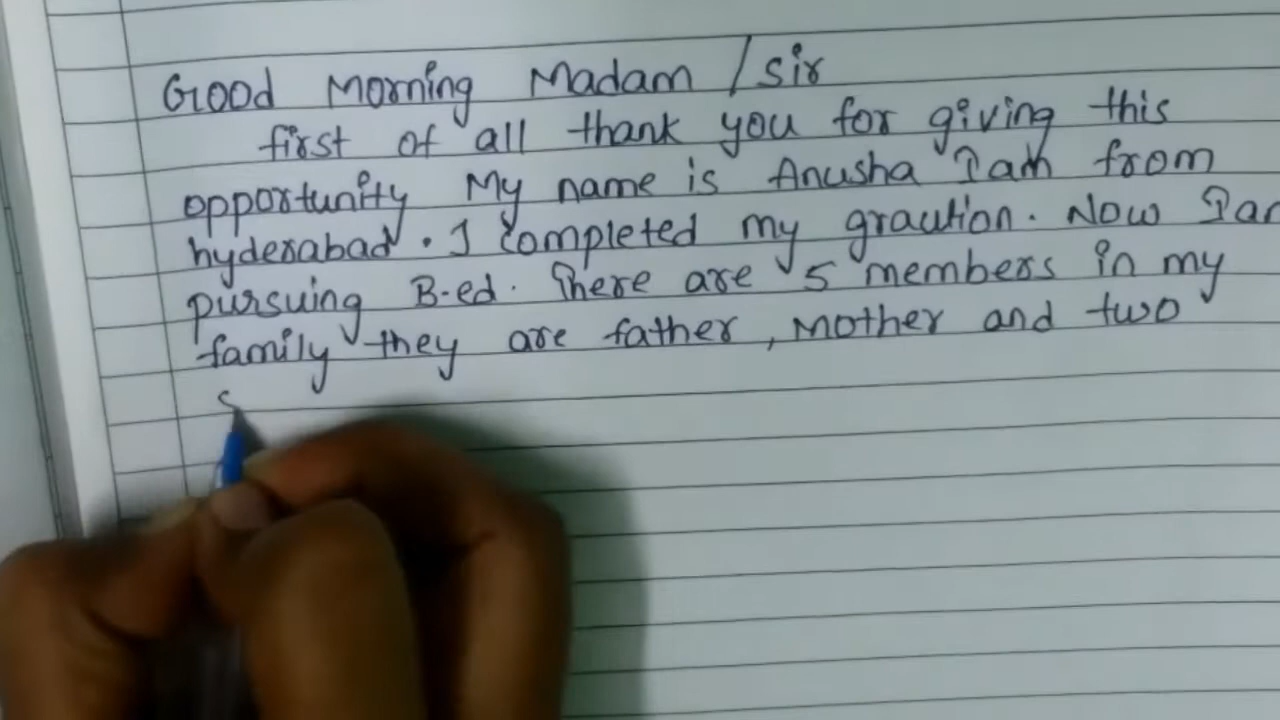 Good Morning Madam / Sir
first of all thank you for giving this
opportunity My name is Anusha I am from
hyderabad. I completed my graution. Now I am
pursuing B-ed. There are 5 members in my
family they are father, Mother and two
s